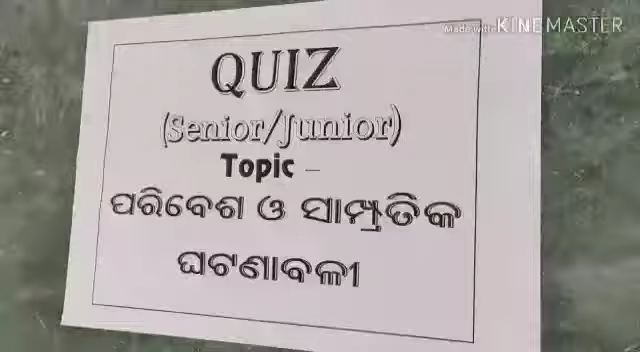 Made with KINEMASTER
QUIZ
(Senior/Junior)
Topic –
ପରିବେଶ ଓ ସାମ୍ପ୍ରତିକ
ଘଟଣାବଳୀ